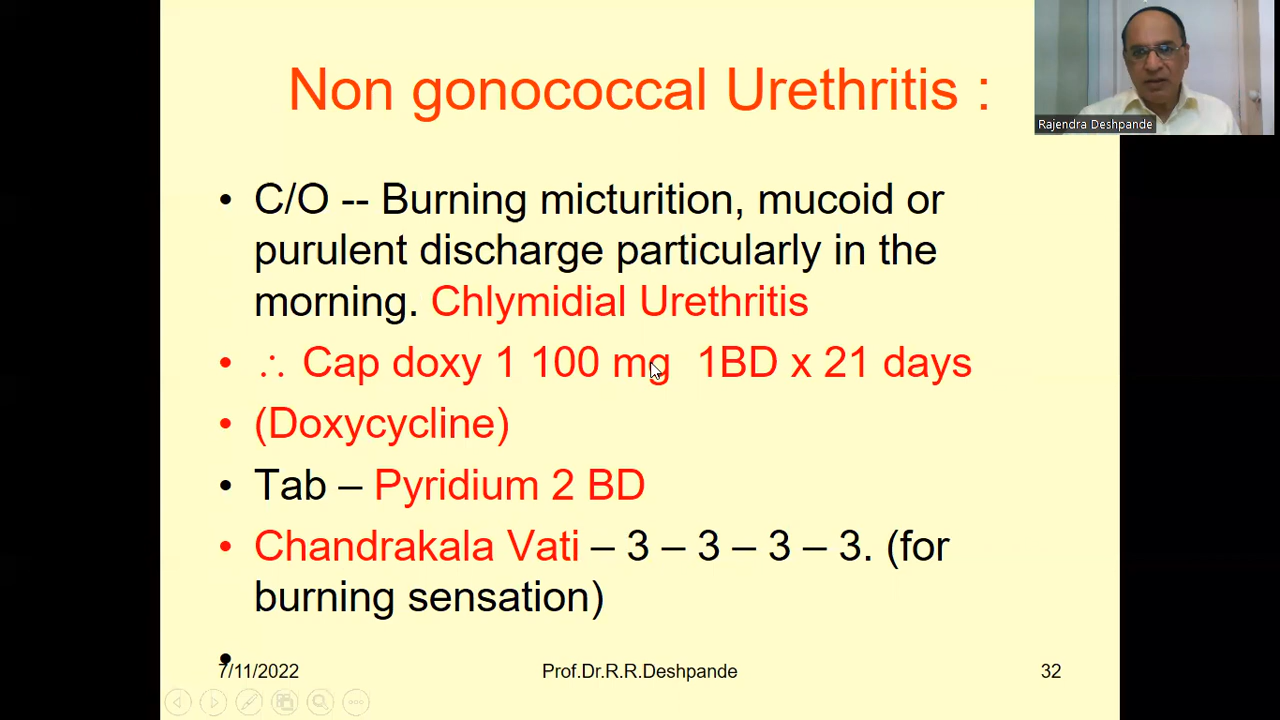 Non gonococcal Urethritis :
Rajendra Deshpande
• C/O -- Burning micturition, mucoid or
purulent discharge particularly in the
morning. Chlymidial Urethritis
• ∴ Cap doxy 1 100 mg 1BD x 21 days
• (Doxycycline)
• Tab – Pyridium 2 BD
• Chandrakala Vati – 3 – 3 – 3 – 3. (for
burning sensation)
•
7/11/2022 Prof.Dr.R.R.Deshpande 32